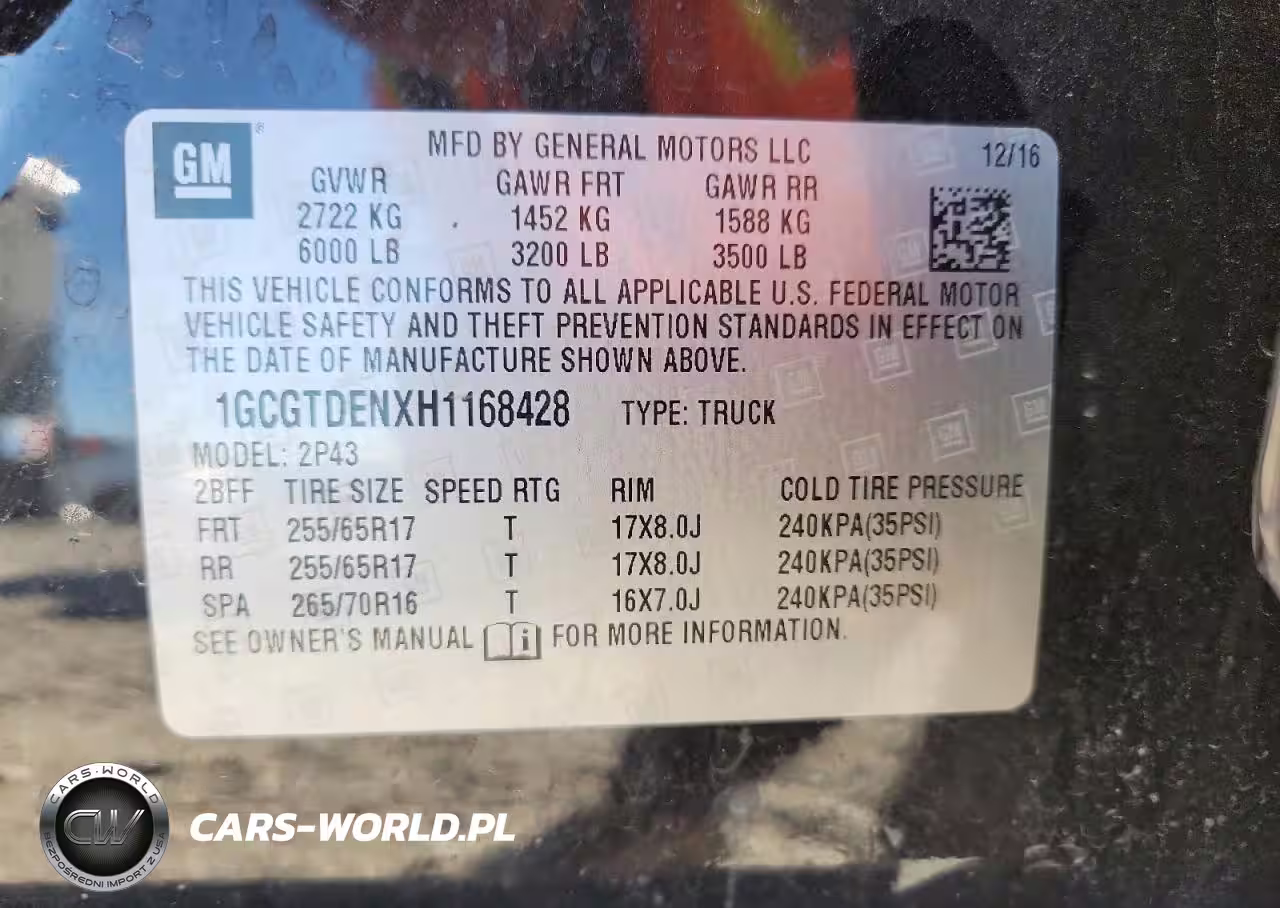 GM
MFD BY GENERAL MOTORS LLC 12/16
GVWR GAWR FRT GAWR RR
2722 KG 1452 KG 1588 KG
6000 LB 3200 LB 3500 LB
THIS VEHICLE CONFORMS TO ALL APPLICABLE U.S. FEDERAL MOTOR
VEHICLE SAFETY AND THEFT PREVENTION STANDARDS IN EFFECT ON
THE DATE OF MANUFACTURE SHOWN ABOVE.
1GCGTDENXH1168428 TYPE: TRUCK
MODEL: 2P43
2BFF TIRE SIZE SPEED RTG RIM COLD TIRE PRESSURE
FRT 255/65R17 T 17X8.0J 240KPA(35PSI)
RR 255/65R17 T 17X8.0J 240KPA(35PSI)
SPA 265/70R16 T 16X7.0J 240KPA(35PSI)
SEE OWNER'S MANUAL i FOR MORE INFORMATION.
CARS-WORLD
CW
BEZPOŚREDNI IMPORT Z USA
CARS-WORLD.PL